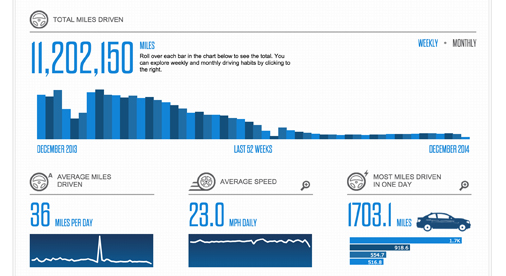 TOTAL MILES DRIVEN
11,202,150 MILES
Roll over each bar in the chart below to see the total. You
can explore weekly and monthly driving habits by clicking to
the right.
WEEKLY • MONTHLY
DECEMBER 2013 LAST 52 WEEKS DECEMBER 2014
AVERAGE MILES
DRIVEN
36 MILES PER DAY
AVERAGE SPEED
23.0 MPH DAILY
MOST MILES DRIVEN
IN ONE DAY
1703.1 MILES
1.7K
918.6
554.7
516.8